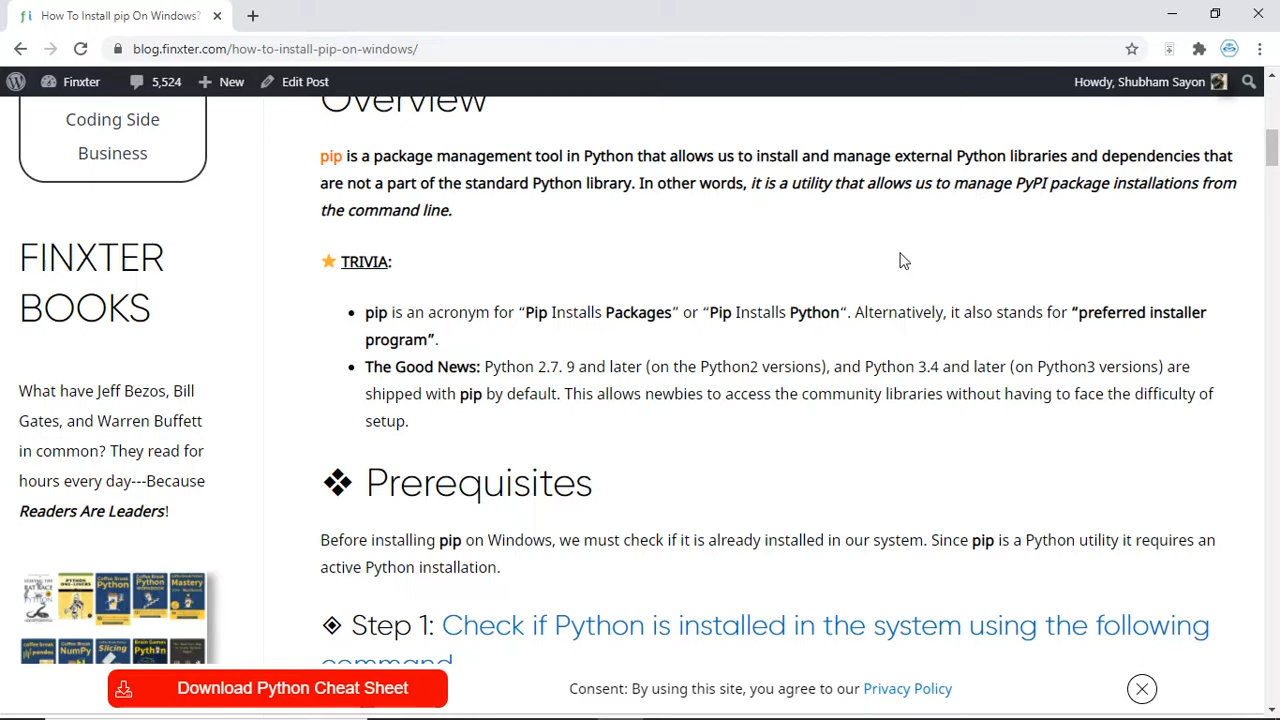 How To Install pip On Windows?
blog.finxter.com/how-to-install-pip-on-windows/
Finxter 5,524 New Edit Post Howdy, Shubham Sayon
Coding Side
Business
FINXTER
BOOKS
What have Jeff Bezos, Bill
Gates, and Warren Buffett
in common? They read for
hours every day---Because
Readers Are Leaders!
Overview
pip is a package management tool in Python that allows us to install and manage external Python libraries and dependencies that
are not a part of the standard Python library. In other words, it is a utility that allows us to manage PyPI package installations from
the command line.
TRIVIA:
• pip is an acronym for “Pip Installs Packages” or “Pip Installs Python“. Alternatively, it also stands for “preferred installer
program”.
• The Good News: Python 2.7. 9 and later (on the Python2 versions), and Python 3.4 and later (on Python3 versions) are
shipped with pip by default. This allows newbies to access the community libraries without having to face the difficulty of
setup.
❖ Prerequisites
Before installing pip on Windows, we must check if it is already installed in our system. Since pip is a Python utility it requires an
active Python installation.
◈ Step 1: Check if Python is installed in the system using the following
command
Download Python Cheat Sheet
Consent: By using this site, you agree to our Privacy Policy